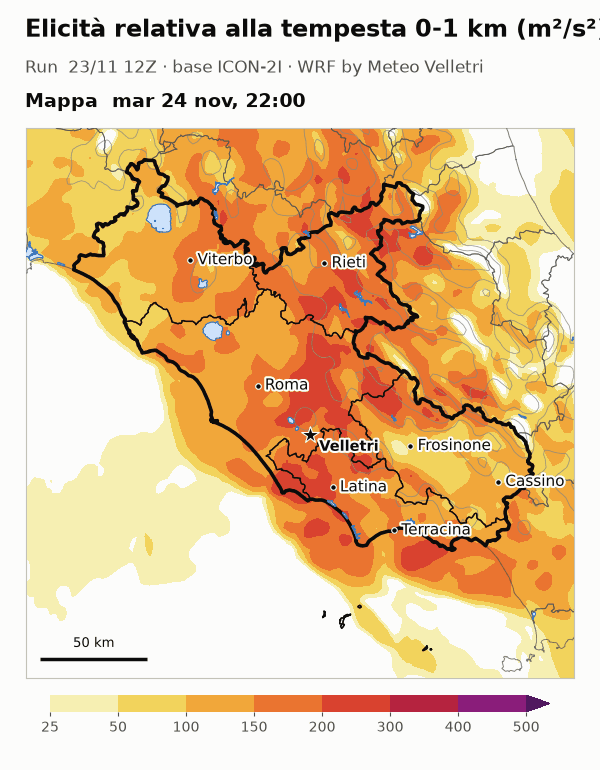 Elicità relativa alla tempesta 0-1 km (m²/s²)
Run 23/11 12Z · base ICON-2I · WRF by Meteo Velletri
Mappa mar 24 nov, 22:00
Viterbo
Rieti
Roma
Velletri
Frosinone
Latina
Cassino
Terracina
50 km
25 50 100 150 200 300 400 500